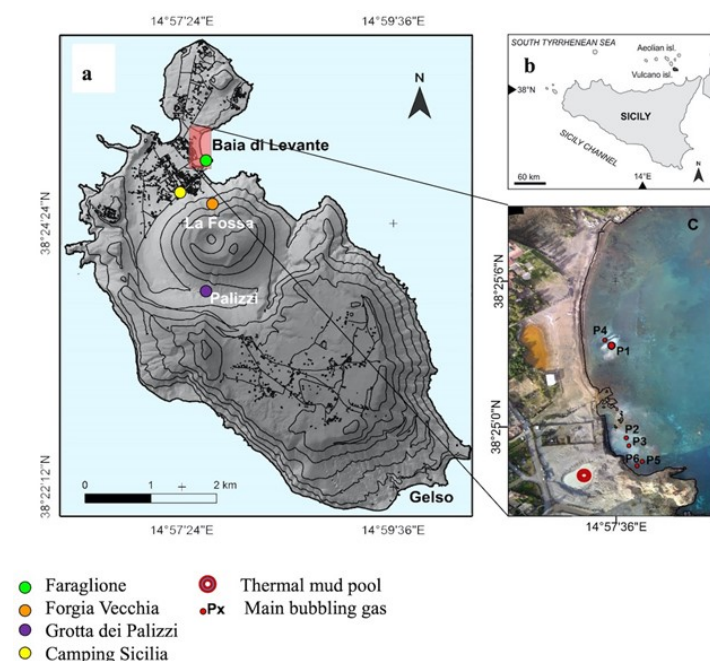 14°57'24" 14°59'36"
a
N
Baia di Levante
La Fossa
Palizzi
Gelso
38°24'24"
38°22'12"
0 1 2 km
14°57'24" 14°59'36"
SOUTH TYRRHENEAN SEA
Aeolian isl.
b
Vulcano isl.
38°N
SICILY
SICILY CHANNEL
N
60 km
14°E
C
38°25'6"
P4
P1
38°25'0"
P2
P3
P6 P5
14°57'36"
Faraglione
Forgia Vecchia
Grotta dei Palizzi
Camping Sicilia
Thermal mud pool
Px Main bubbling gas